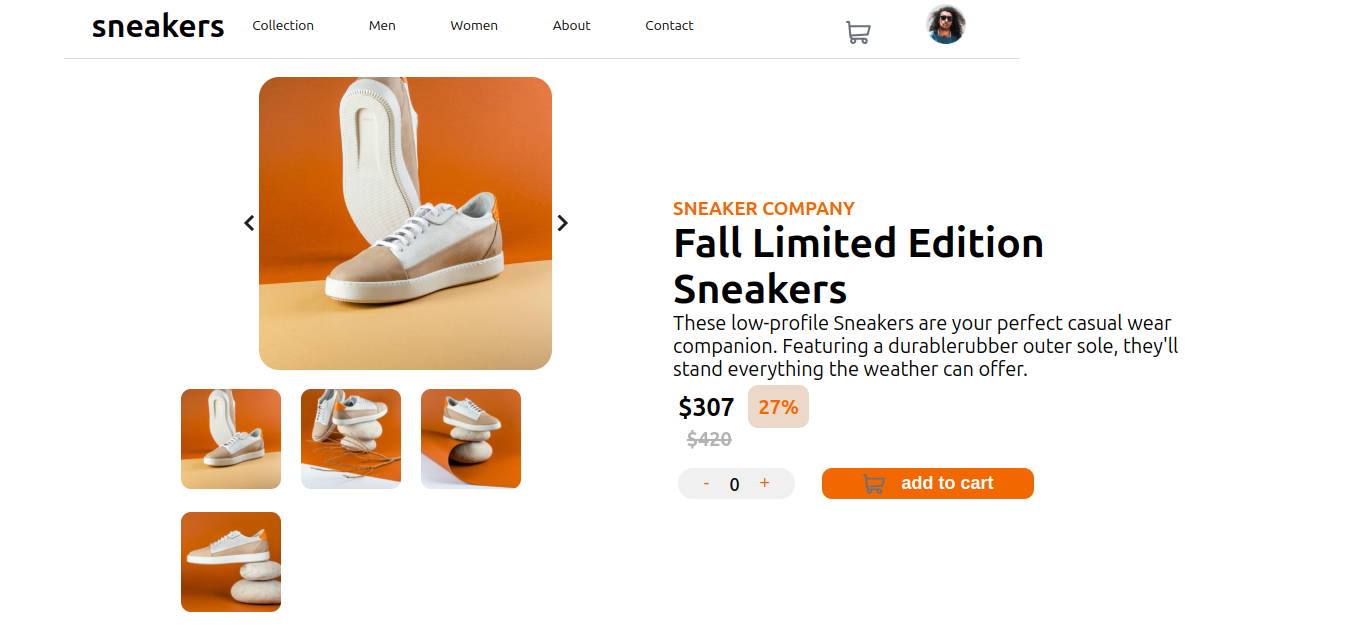 sneakers
Collection Men Women About Contact
SNEAKER COMPANY
Fall Limited Edition
Sneakers
These low-profile Sneakers are your perfect casual wear
companion. Featuring a durablerubber outer sole, they'll
stand everything the weather can offer.
$307 27%
$420
- 0 + add to cart